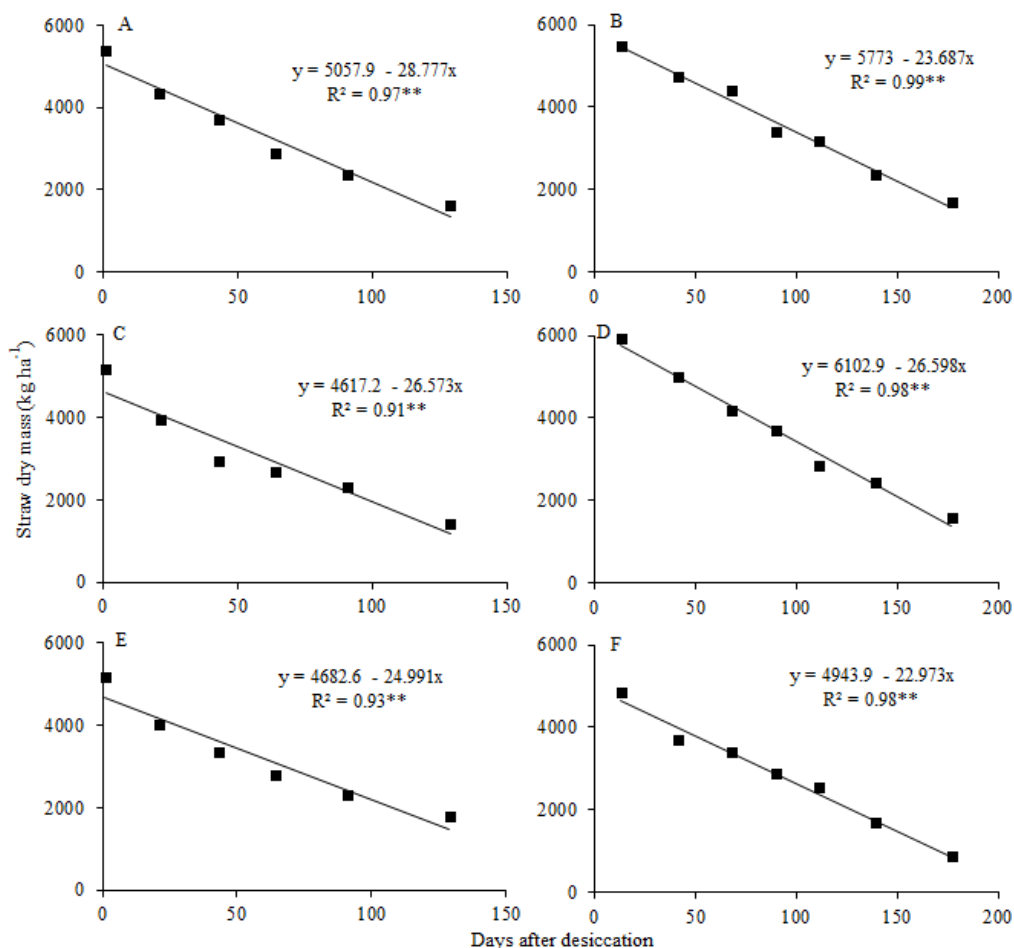 A
y = 5057.9 - 28.777x
R² = 0.97**
6000
4000
2000
0
0 50 100 150
B
y = 5773 - 23.687x
R² = 0.99**
6000
4000
2000
0
0 50 100 150 200
C
y = 4617.2 - 26.573x
R² = 0.91**
6000
4000
2000
0
0 50 100 150
D
y = 6102.9 - 26.598x
R² = 0.98**
6000
4000
2000
0
0 50 100 150 200
E
y = 4682.6 - 24.991x
R² = 0.93**
6000
4000
2000
0
0 50 100 150
F
y = 4943.9 - 22.973x
R² = 0.98**
6000
4000
2000
0
0 50 100 150 200
Straw dry mass (kg ha⁻¹)
Days after desiccation